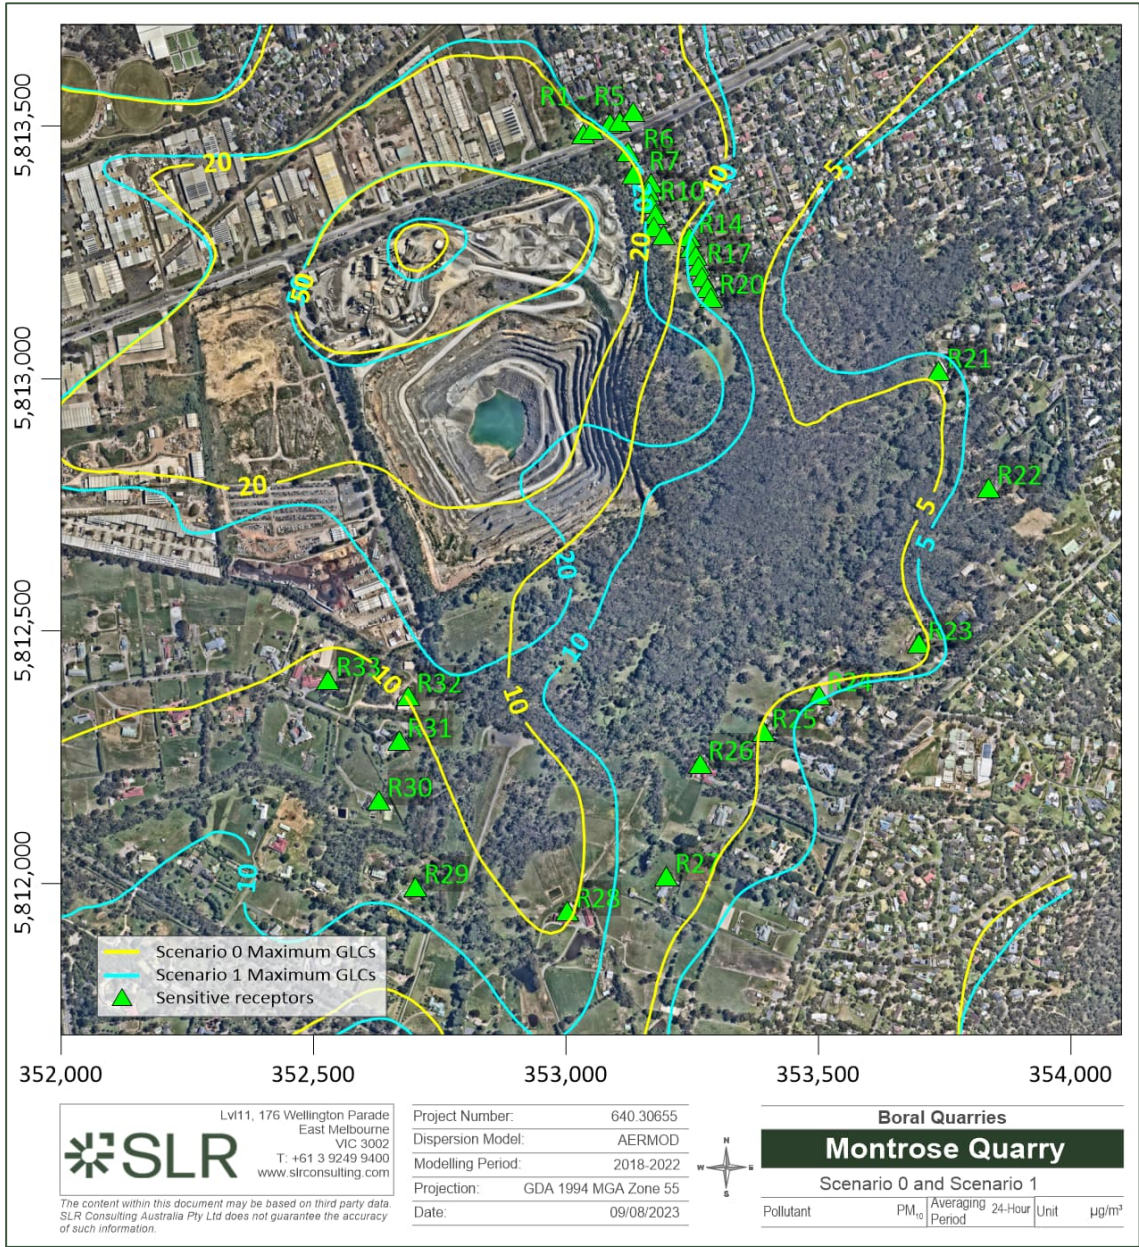 5,813,500
5,813,000
5,812,500
5,812,000
R1 - R5
R6
R7
R10
R14
R17
R20
R21
R22
R23
R24
R25
R26
R27
R28
R29
R30
R31
R32
R33
20
50
20
20
10
10
5
5
20
5
5
20
10
10
10
10
Scenario 0 Maximum GLCs
Scenario 1 Maximum GLCs
Sensitive receptors
352,000
352,500
353,000
353,500
354,000
SLR
Lvl11, 176 Wellington Parade
East Melbourne
VIC 3002
T: +61 3 9249 9400
www.slrconsulting.com
The content within this document may be based on third party data.
SLR Consulting Australia Pty Ltd does not guarantee the accuracy
of such information.
Project Number: 640.30655
Dispersion Model: AERMOD
Modelling Period: 2018-2022
Projection: GDA 1994 MGA Zone 55
Date: 09/08/2023
N
W E
S
Boral Quarries
Montrose Quarry
Scenario 0 and Scenario 1
Pollutant PM10 Averaging Period 24-Hour Unit µg/m³